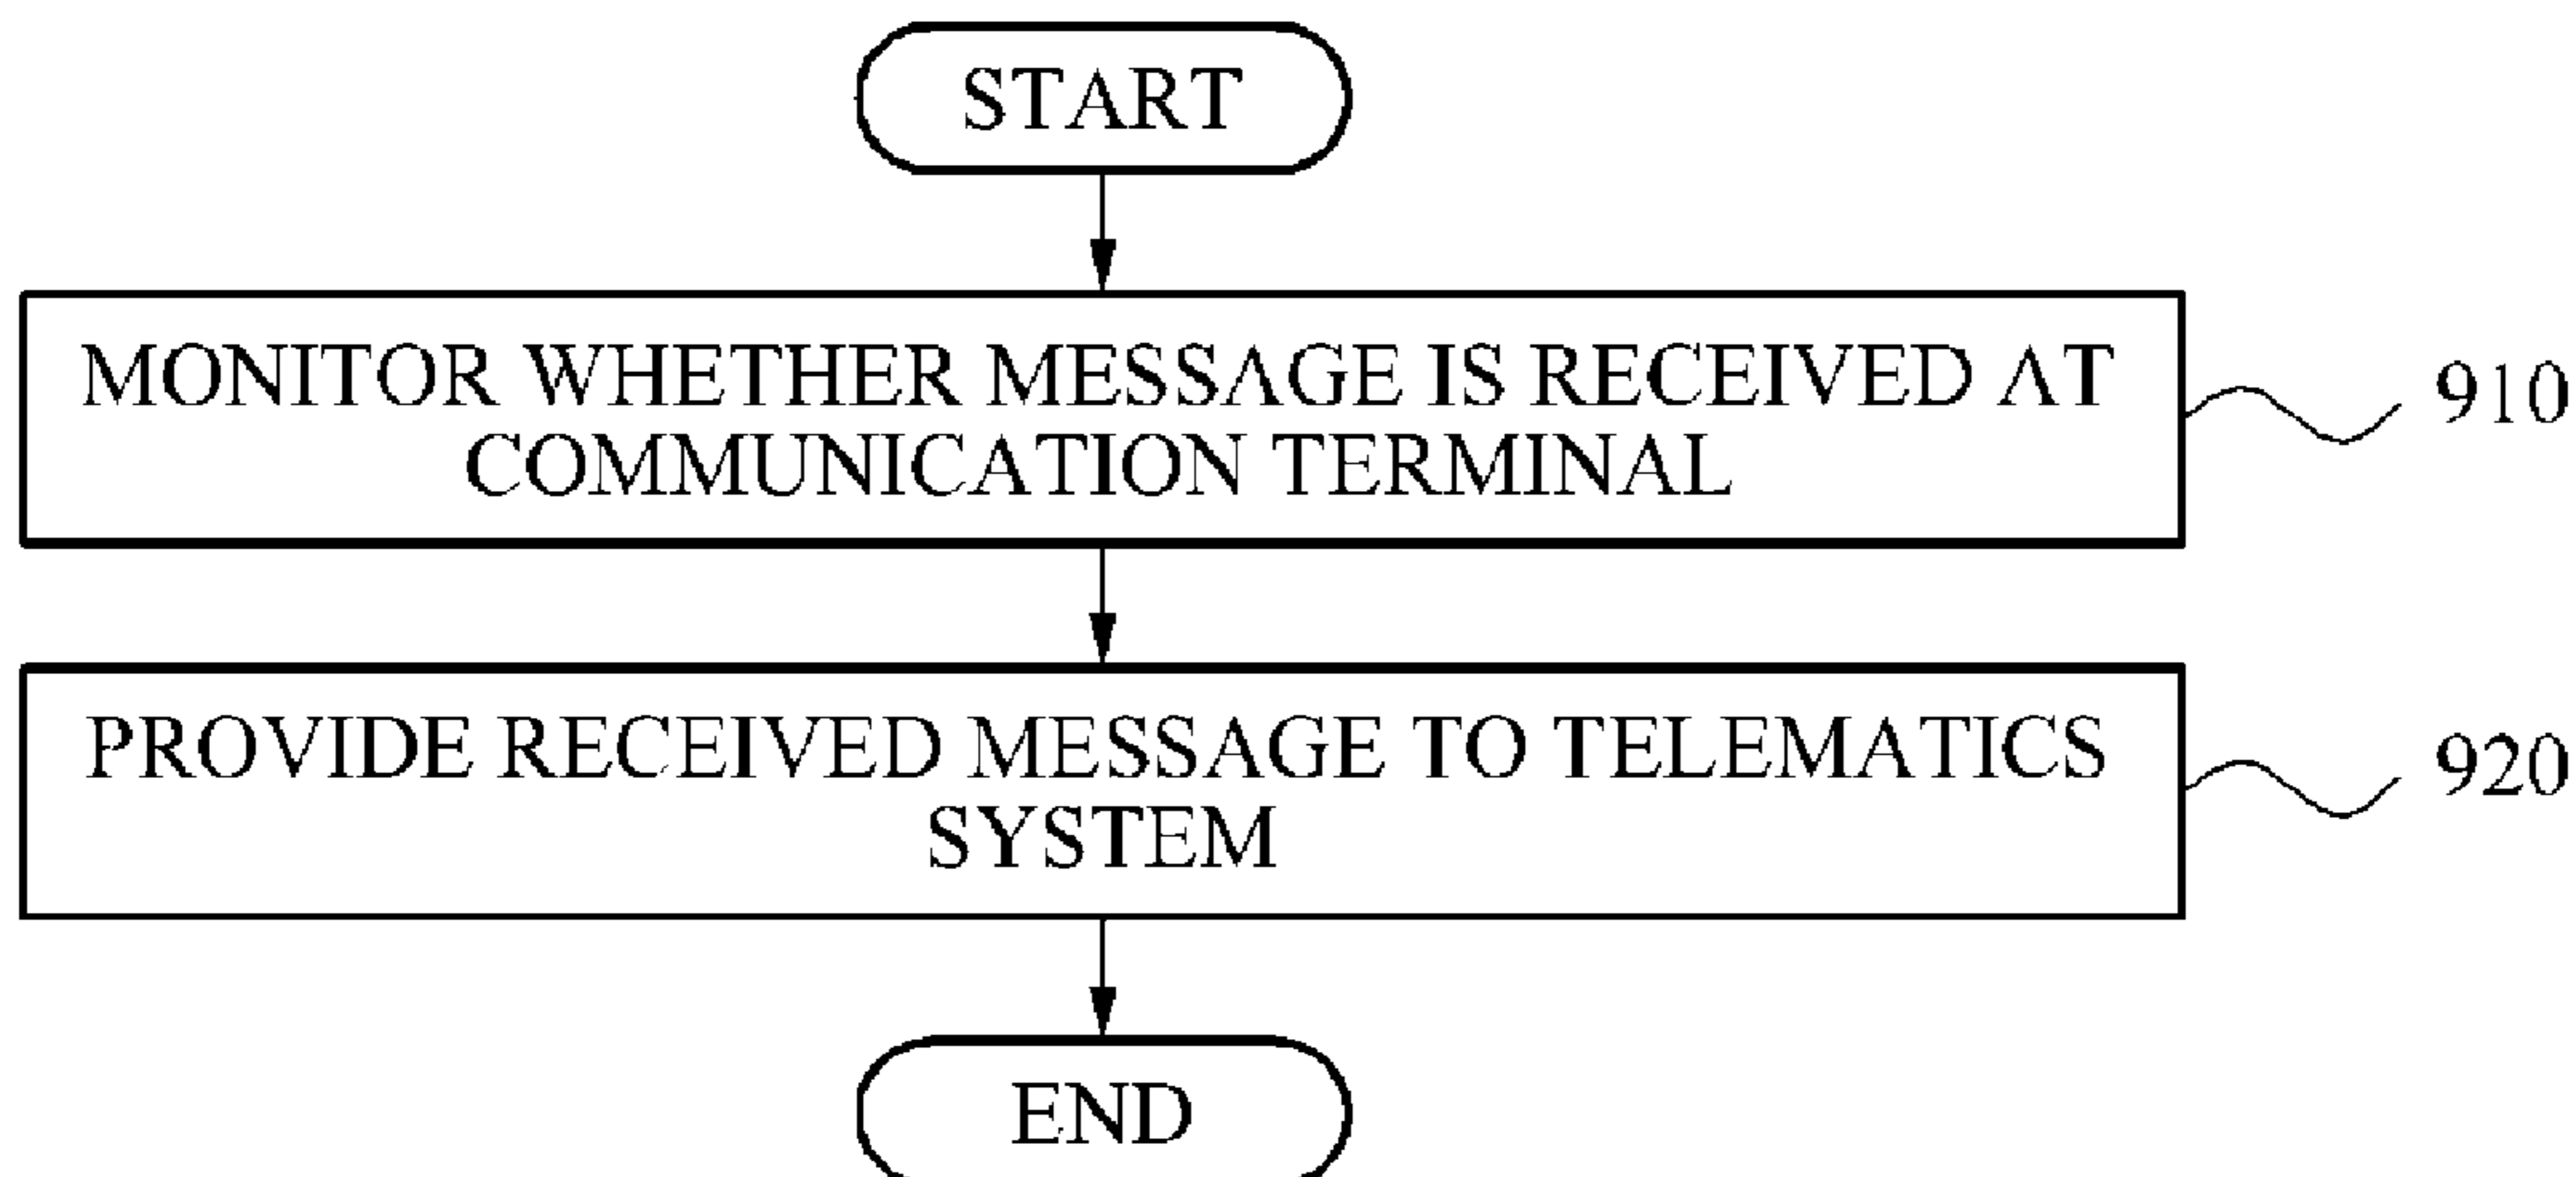 START
MONITOR WHETHER MESSAGE IS RECEIVED AT
COMMUNICATION TERMINAL
910
PROVIDE RECEIVED MESSAGE TO TELEMATICS
SYSTEM
920
END